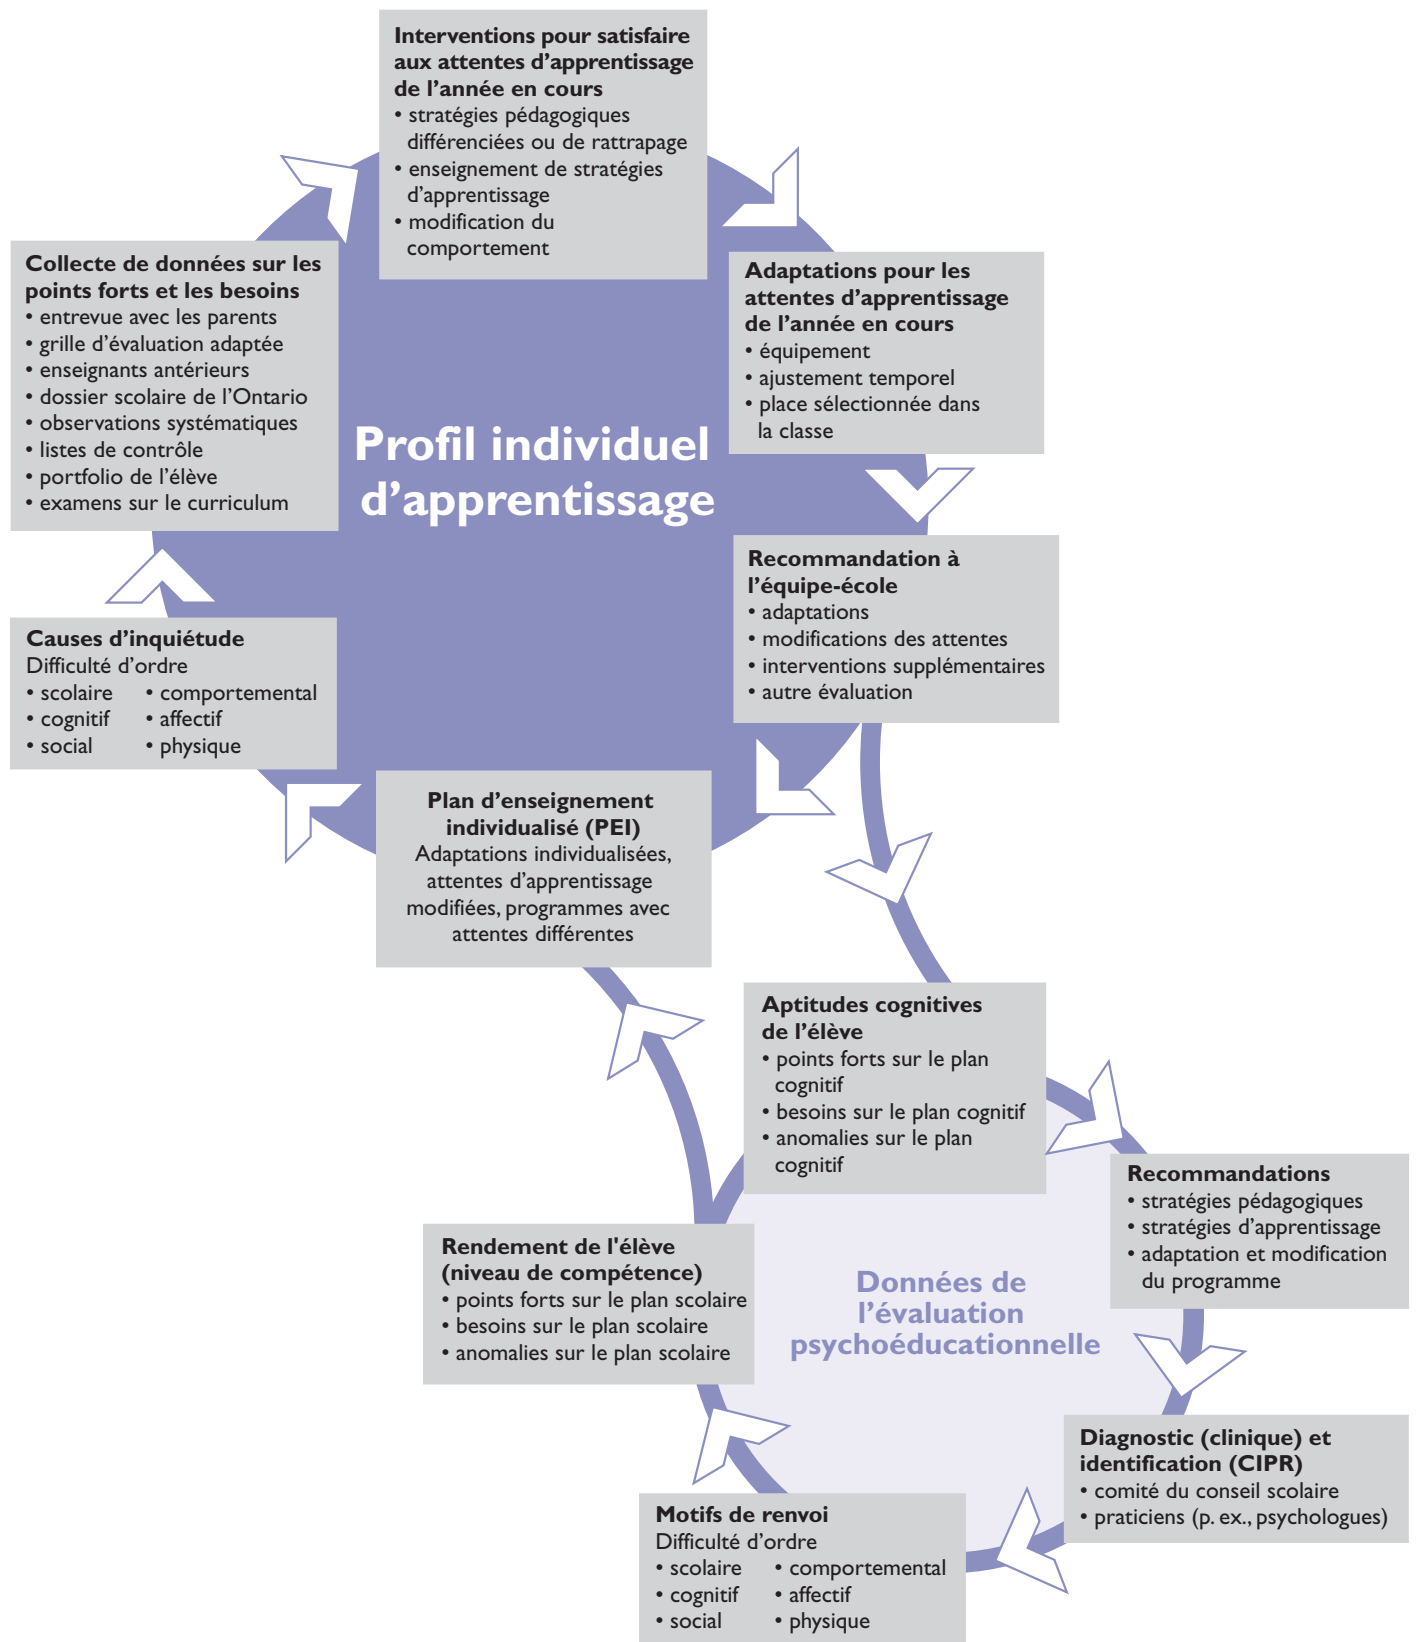 Interventions pour satisfaire
aux attentes d’apprentissage
de l’année en cours
• stratégies pédagogiques
différenciées ou de rattrapage
• enseignement de stratégies
d’apprentissage
• modification du
comportement
Collecte de données sur les
points forts et les besoins
• entrevue avec les parents
• grille d’évaluation adaptée
• enseignants antérieurs
• dossier scolaire de l’Ontario
• observations systématiques
• listes de contrôle
• portfolio de l’élève
• examens sur le curriculum
Adaptations pour les
attentes d’apprentissage
de l’année en cours
• équipement
• ajustement temporel
• place sélectionnée dans
la classe
Profil individuel
d’apprentissage
Recommandation à
l’équipe-école
• adaptations
• modifications des attentes
• interventions supplémentaires
• autre évaluation
Causes d’inquiétude
Difficulté d’ordre
• scolaire • comportemental
• cognitif • affectif
• social • physique
Plan d’enseignement
individualisé (PEI)
Adaptations individualisées,
attentes d’apprentissage
modifiées, programmes avec
attentes différentes
Aptitudes cognitives
de l’élève
• points forts sur le plan
cognitif
• besoins sur le plan cognitif
• anomalies sur le plan
cognitif
Recommandations
• stratégies pédagogiques
• stratégies d’apprentissage
• adaptation et modification
du programme
Rendement de l'élève
(niveau de compétence)
• points forts sur le plan scolaire
• besoins sur le plan scolaire
• anomalies sur le plan scolaire
Données de
l’évaluation
psychoéducationnelle
Diagnostic (clinique) et
identification (CIPR)
• comité du conseil scolaire
• praticiens (p. ex., psychologues)
Motifs de renvoi
Difficulté d’ordre
• scolaire • comportemental
• cognitif • affectif
• social • physique